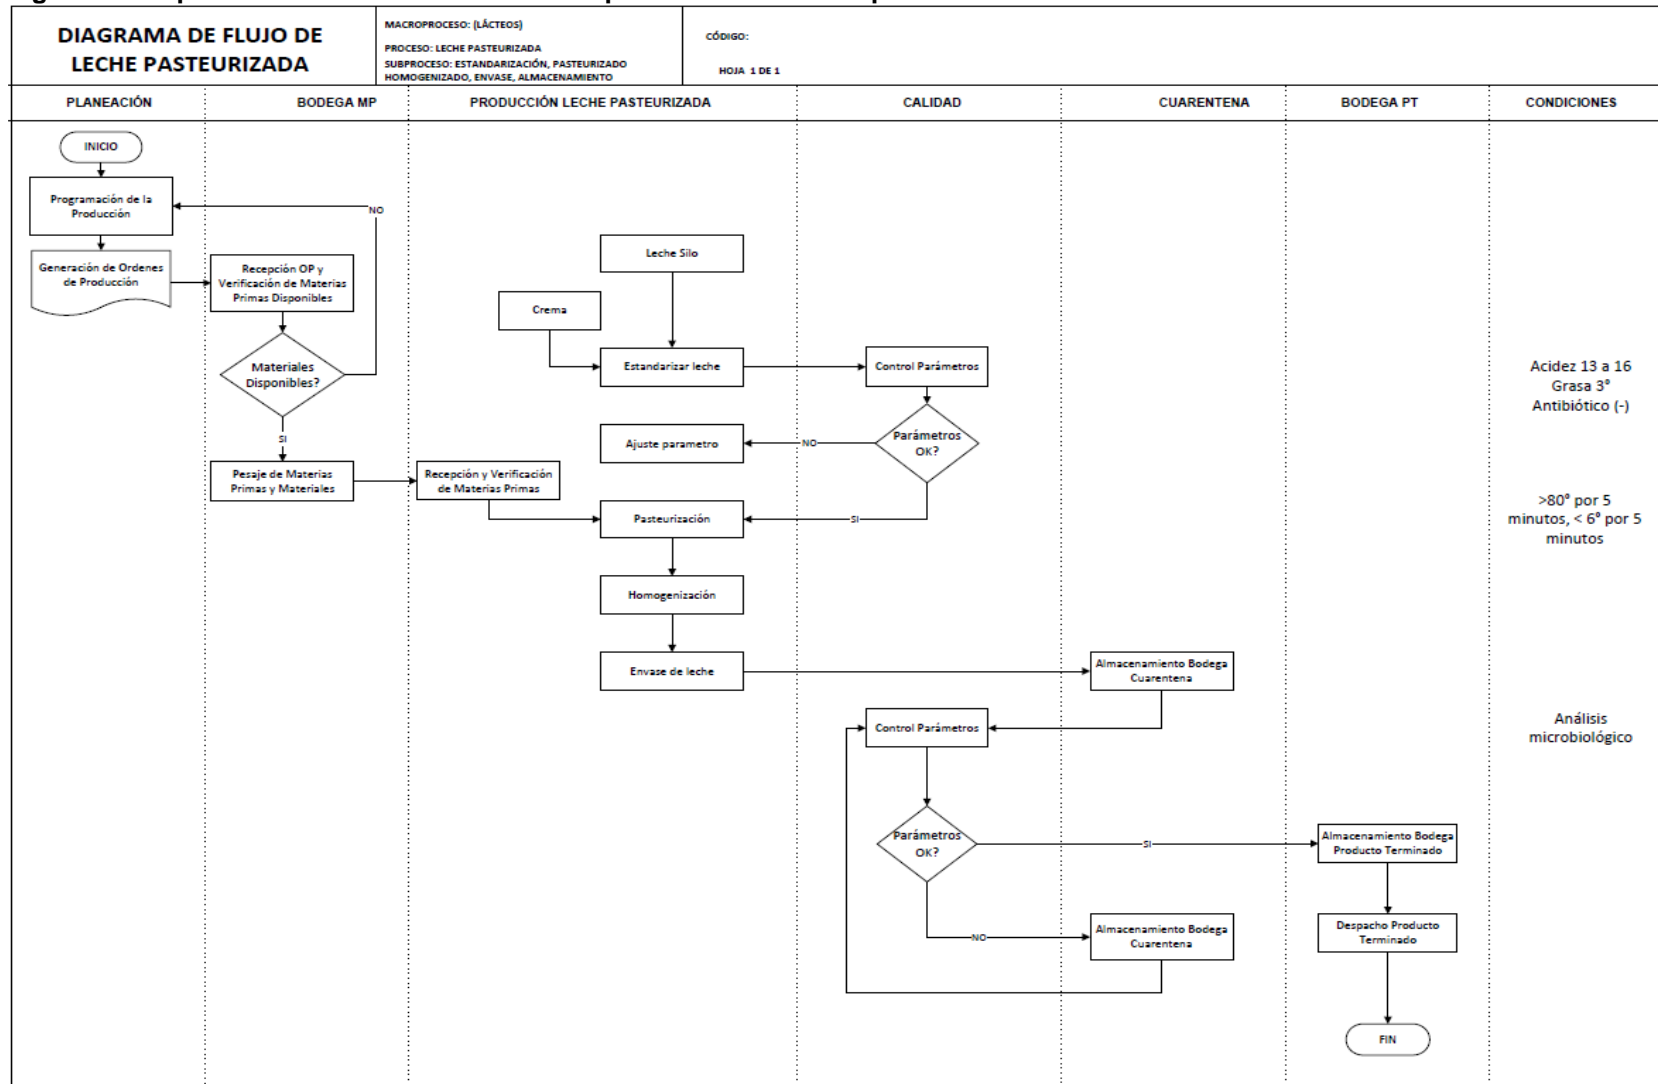 DIAGRAMA DE FLUJO DE
LECHE PASTEURIZADA
MACROPROCESO: (LÁCTEOS)
PROCESO: LECHE PASTEURIZADA
SUBPROCESO: ESTANDARIZACIÓN, PASTEURIZADO
HOMOGENIZADO, ENVASE, ALMACENAMIENTO
CÓDIGO:
HOJA 1 DE 1
PLANEACIÓN
BODEGA MP
PRODUCCIÓN LECHE PASTEURIZADA
CALIDAD
CUARENTENA
BODEGA PT
CONDICIONES
INICIO
Programación de la
Producción
NO
Generación de Ordenes
de Producción
Recepción OP y
Verificación de Materias
Primas Disponibles
Materiales
Disponibles?
SI
Pesaje de Materias
Primas y Materiales
Recepción y Verificación
de Materias Primas
Leche Silo
Crema
Estandarizar leche
Control Parámetros
Acidez 13 a 16
Grasa 3°
Antibiótico (-)
Parámetros
OK?
NO
Ajuste parametro
SI
Pasteurización
>80° por 5
minutos, < 6° por 5
minutos
Homogenización
Envase de leche
Almacenamiento Bodega
Cuarentena
Control Parámetros
Análisis
microbiológico
Parámetros
OK?
SI
Almacenamiento Bodega
Producto Terminado
NO
Almacenamiento Bodega
Cuarentena
Despacho Producto
Terminado
FIN